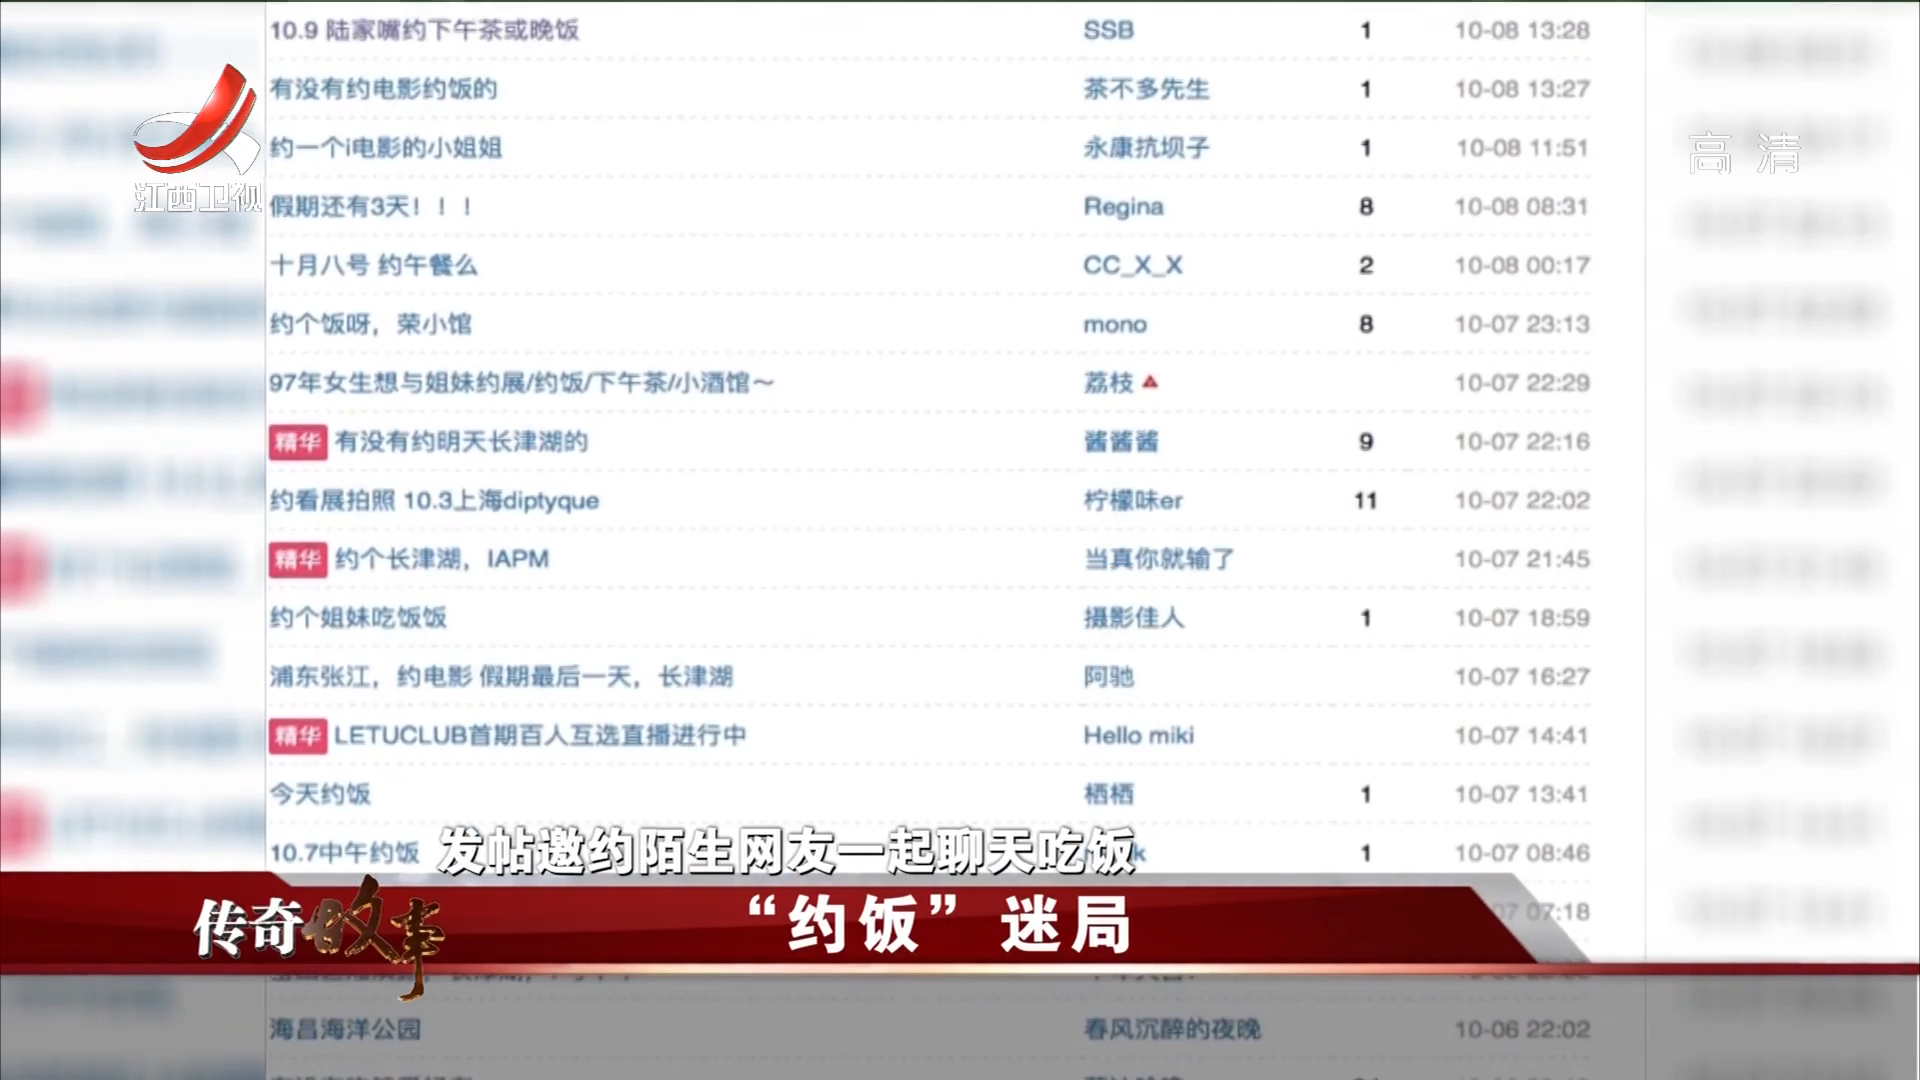 10.9 陆家嘴约下午茶或晚饭 SSB 1 10-08 13:28
有没有约电影约饭的 茶不多先生 1 10-08 13:27
约一个i电影的小姐姐 永康抗坝子 1 10-08 11:51
高清
江西卫视
假期还有3天！！！ Regina 8 10-08 08:31
十月八号 约午餐么 CC_X_X 2 10-08 00:17
约个饭呀，荣小馆 mono 8 10-07 23:13
97年女生想与姐妹约展/约饭/下午茶/小酒馆～ 荔枝 10-07 22:29
精华 有没有约明天长津湖的 酱酱酱 9 10-07 22:16
约看展拍照 10.3上海diptyque 柠檬味er 11 10-07 22:02
精华 约个长津湖，IAPM 当真你就输了 10-07 21:45
约个姐妹吃饭饭 摄影佳人 1 10-07 18:59
浦东张江，约电影 假期最后一天，长津湖 阿驰 10-07 16:27
精华 LETUCLUB首期百人互选直播进行中 Hello miki 10-07 14:41
今天约饭 栖栖 1 10-07 13:41
10.7中午约饭 1 10-07 08:46
发帖邀约陌生网友一起聊天吃饭
传奇故事
“约饭”迷局
07:18
海昌海洋公园 春风沉醉的夜晚 10-06 22:02